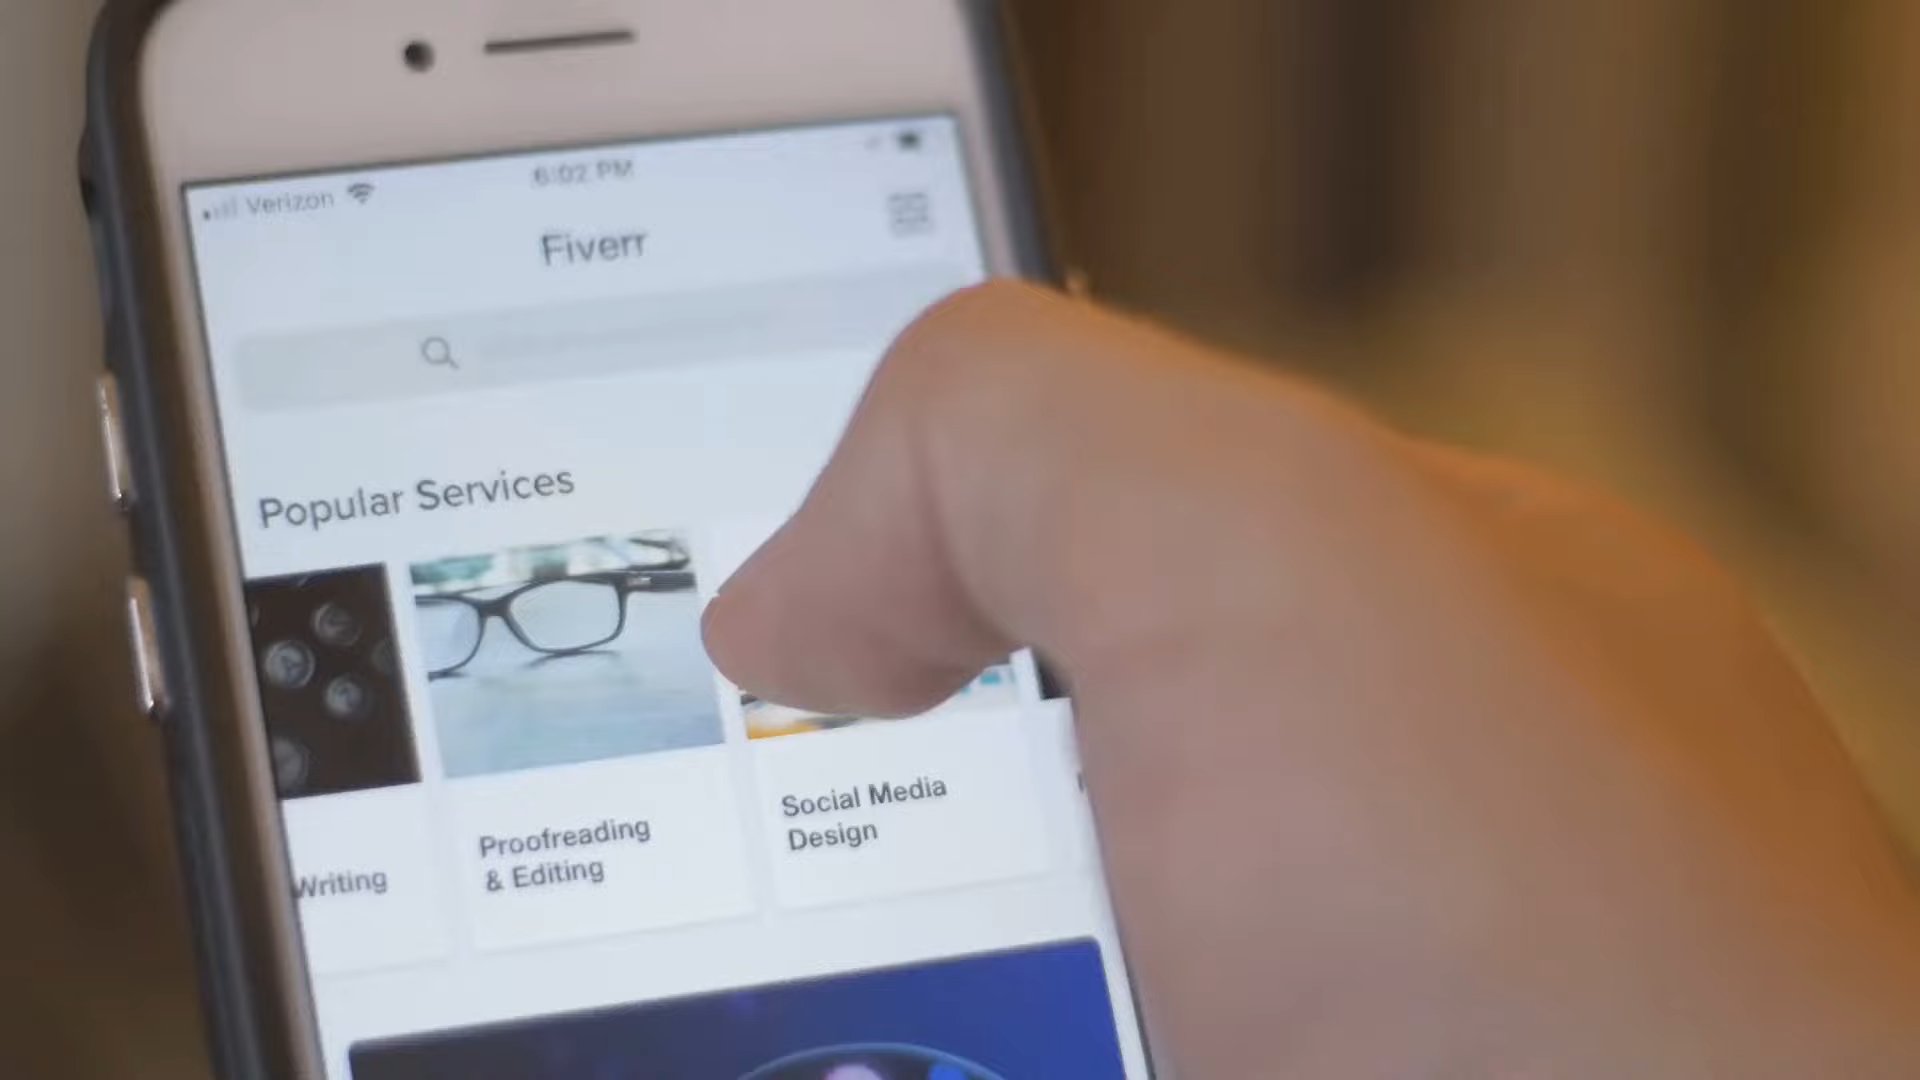 Verizon
6:02 PM
Fiverr
Popular Services
Writing
Proofreading
& Editing
Social Media
Design